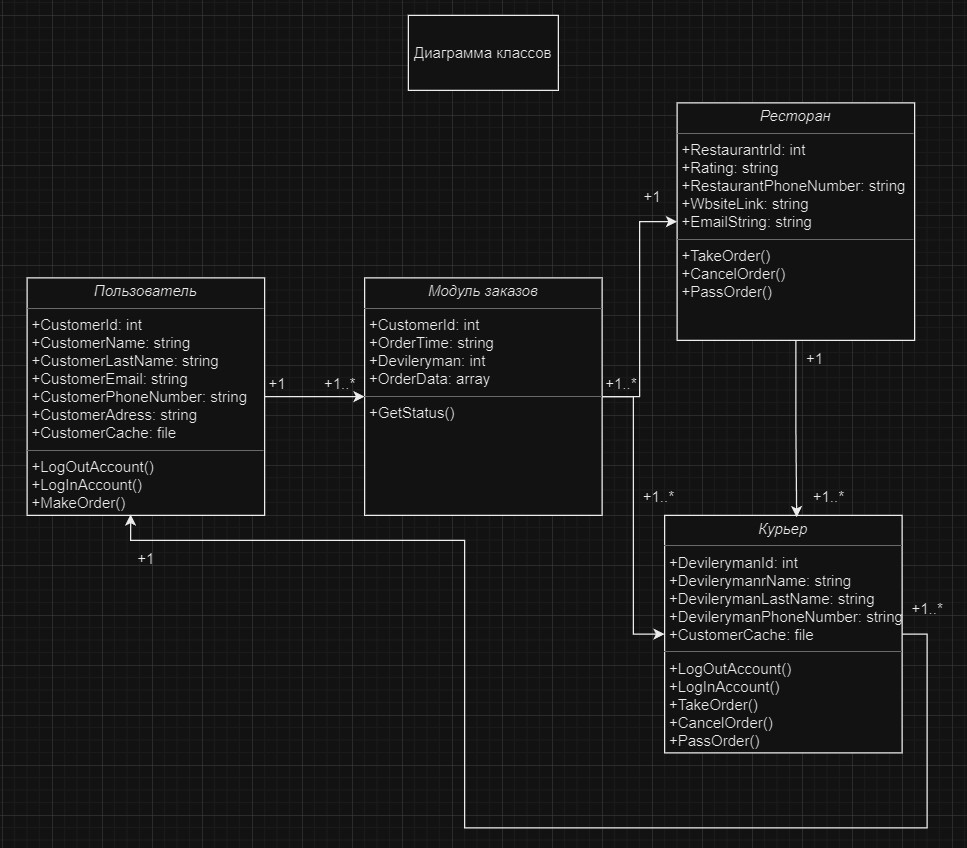 Диаграмма классов
Ресторан
+RestaurantrId: int
+Rating: string
+RestaurantPhoneNumber: string
+WbsiteLink: string
+EmailString: string
+TakeOrder()
+CancelOrder()
+PassOrder()
+1
Пользователь
+CustomerId: int
+CustomerName: string
+CustomerLastName: string
+CustomerEmail: string
+CustomerPhoneNumber: string
+CustomerAdress: string
+CustomerCache: file
+LogOutAccount()
+LogInAccount()
+MakeOrder()
+1
+1..*
Модуль заказов
+CustomerId: int
+OrderTime: string
+Devileryman: int
+OrderData: array
+GetStatus()
+1..*
+1
+1..*
+1..*
Курьер
+DevilerymanId: int
+DevilerymanrName: string
+DevilerymanLastName: string
+DevilerymanPhoneNumber: string
+CustomerCache: file
+LogOutAccount()
+LogInAccount()
+TakeOrder()
+CancelOrder()
+PassOrder()
+1..*
+1